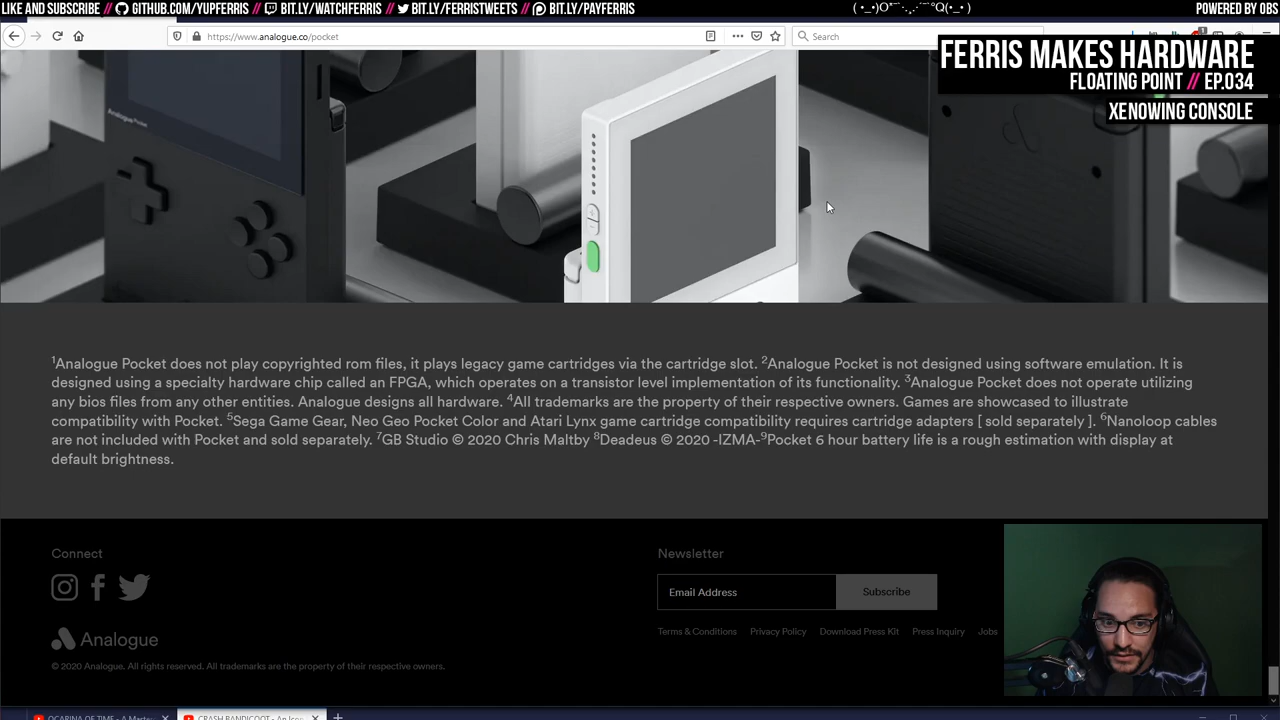 LIKE AND SUBSCRIBE // GITHUB.COM/YUPFERRIS // BIT.LY/WATCHFERRIS // BIT.LY/FERRISTWEETS // BIT.LY/PAYFERRIS
POWERED BY OBS
https://www.analogue.co/pocket
Search
FERRIS MAKES HARDWARE
FLOATING POINT // EP.034
XENOWING CONSOLE
Analogue Pocket
1Analogue Pocket does not play copyrighted rom files, it plays legacy game cartridges via the cartridge slot. 2Analogue Pocket is not designed using software emulation. It is
designed using a specialty hardware chip called an FPGA, which operates on a transistor level implementation of its functionality. 3Analogue Pocket does not operate utilizing
any bios files from any other entities. Analogue designs all hardware. 4All trademarks are the property of their respective owners. Games are showcased to illustrate
compatibility with Pocket. 5Sega Game Gear, Neo Geo Pocket Color and Atari Lynx game cartridge compatibility requires cartridge adapters [ sold separately ]. 6Nanoloop cables
are not included with Pocket and sold separately. 7GB Studio © 2020 Chris Maltby 8Deadeus © 2020 -IZMA-9Pocket 6 hour battery life is a rough estimation with display at
default brightness.
Connect
Newsletter
Email Address
Subscribe
Terms & Conditions Privacy Policy Download Press Kit Press Inquiry Jobs
Analogue
© 2020 Analogue. All rights reserved. All trademarks are the property of their respective owners.
OCARINA OF TIME - A Master
CRASH BANDICOOT - An Icon